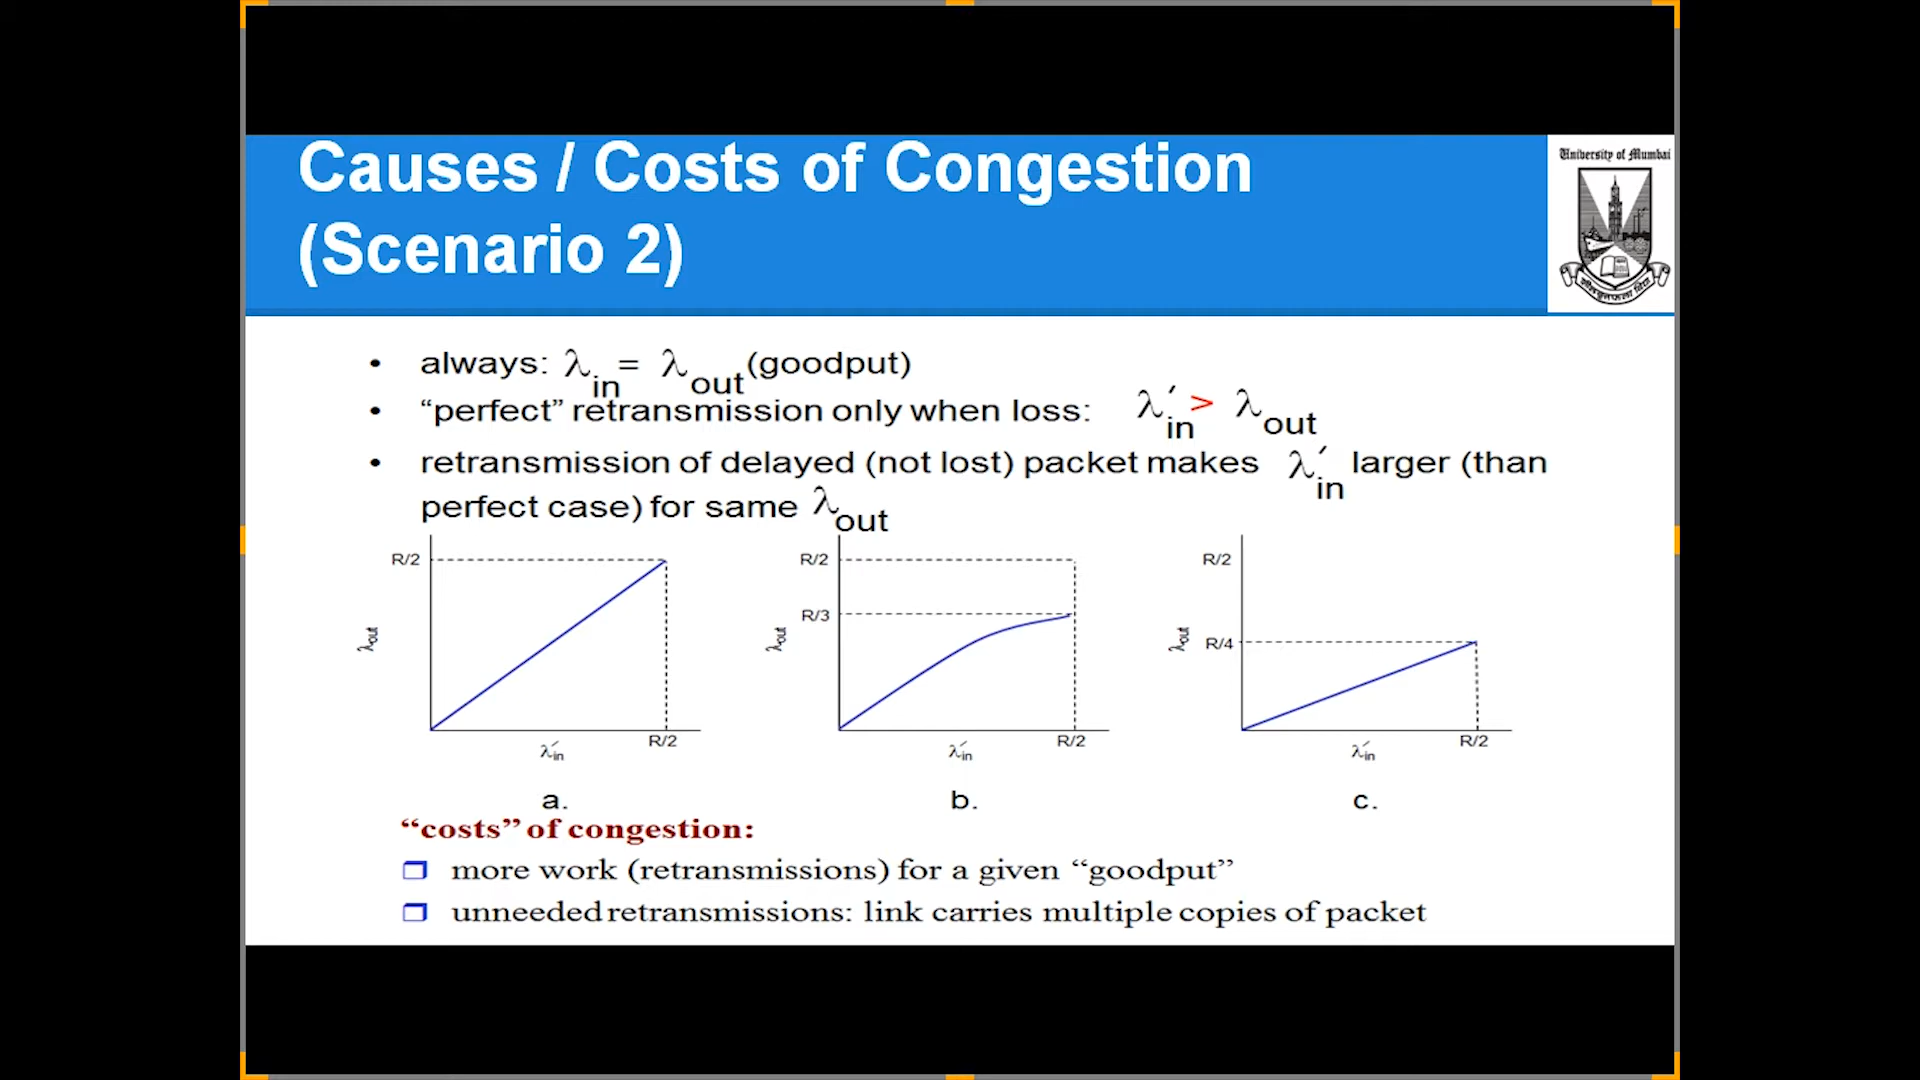 Causes / Costs of Congestion
(Scenario 2)
University of Mumbai
• always: λin = λout (goodput)
• “perfect” retransmission only when loss: λ′in > λout
• retransmission of delayed (not lost) packet makes λ′in larger (than
perfect case) for same λout
R/2
λout
R/2
λ′in
a.
R/2
R/3
λout
R/2
λ′in
b.
R/2
R/4
λout
R/2
λ′in
c.
“costs” of congestion:
❒ more work (retransmissions) for a given “goodput”
❒ unneeded retransmissions: link carries multiple copies of packet